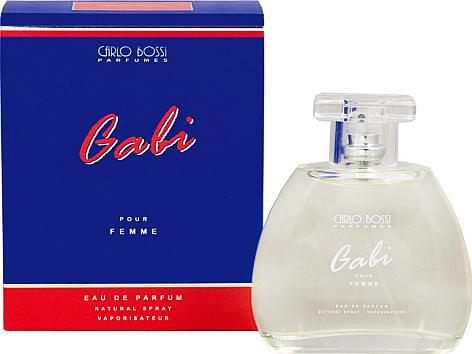 CARLO BOSSI
PARFUMES
Gabi
POUR
FEMME
EAU DE PARFUM
NATURAL SPRAY
VAPORISATEUR
CARLO BOSSI
PARFUMES
Gabi
POUR
FEMME
EAU DE PARFUM
NATURAL SPRAY - VAPORISATEUR